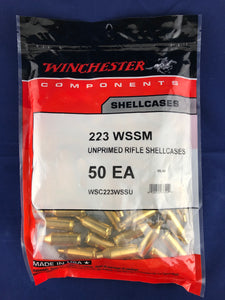 WINCHESTER
COMPONENTS
SHELLCASES
223 WSSM
UNPRIMED RIFLE SHELLCASES
50 EA
WSC223WSSU
MADE IN USA